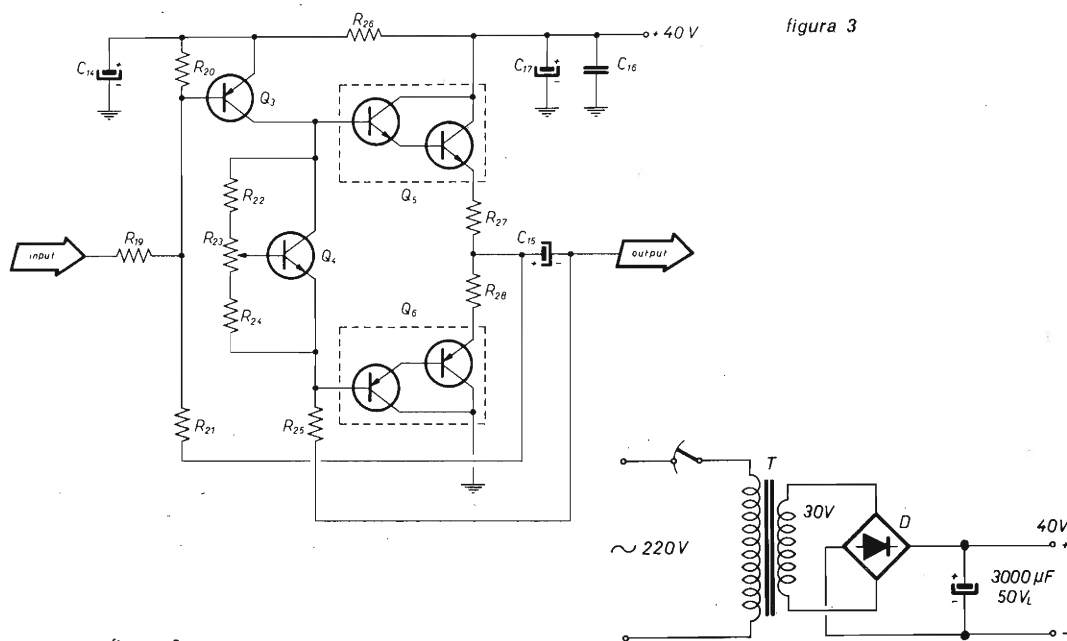 figura 3
R26
+ 40 V
C14
+
-
R20
Q3
C17
+
-
C16
Q5
R22
R27
input
R19
R23
Q4
C15
+
-
output
R24
R28
Q6
R21
R25
T
30V
D
40V
+
∼ 220V
+
-
3000 µF
50VL
-